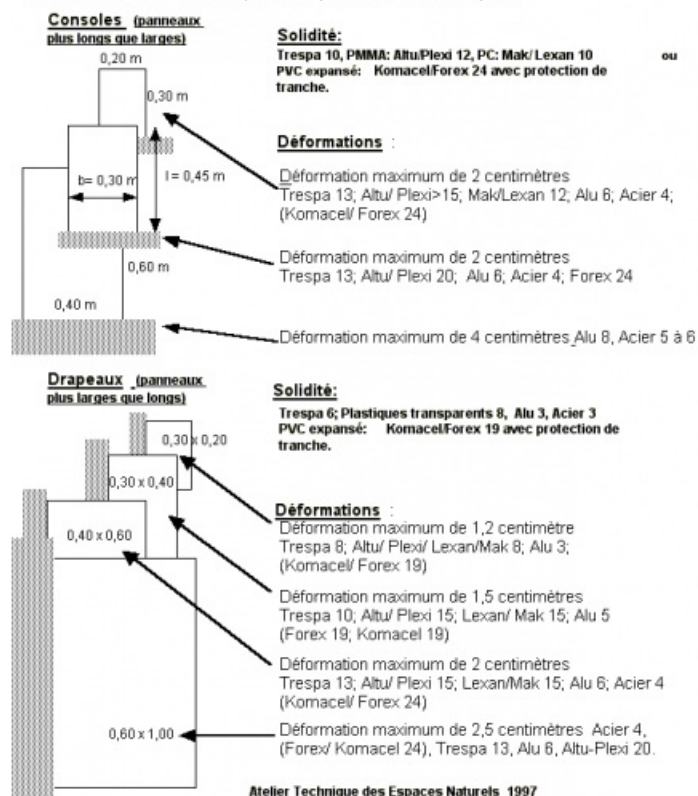 Consoles (panneaux
plus longs que larges)
0,20 m
0,30 m
b= 0,30 m
l = 0,45 m
0,60 m
0,40 m
Solidité:
Trespa 10, PMMA: Altu/Plexi 12, PC: Mak/ Lexan 10 ou
PVC expansé: Komacel/Forex 24 avec protection de
tranche.
Déformations :
Déformation maximum de 2 centimètres
Trespa 13; Altu/ Plexi>15; Mak/Lexan 12; Alu 6; Acier 4;
(Komacel/ Forex 24)
Déformation maximum de 2 centimètres
Trespa 13; Altu/ Plexi 20; Alu 6; Acier 4; Forex 24
Déformation maximum de 4 centimètres Alu 8, Acier 5 à 6
Drapeaux (panneaux
plus larges que longs)
0,30 x 0,20
0,30 x 0,40
0,40 x 0,60
0,60 x 1,00
Solidité:
Trespa 6; Plastiques transparents 8, Alu 3, Acier 3
PVC expansé: Komacel/Forex 19 avec protection de
tranche.
Déformations :
Déformation maximum de 1,2 centimètre
Trespa 8; Altu/ Plexi/ Lexan/Mak 8; Alu 3;
(Komacel/ Forex 19)
Déformation maximum de 1,5 centimètres
Trespa 10; Altu/ Plexi 15; Lexan/ Mak 15; Alu 5
(Forex 19; Komacel 19)
Déformation maximum de 2 centimètres
Trespa 13; Altu/ Plexi 15; Lexan/Mak 15; Alu 6; Acier 4
(Komacel/ Forex 24)
Déformation maximum de 2,5 centimètres Acier 4,
(Forex/ Komacel 24), Trespa 13, Alu 6, Altu-Plexi 20.
Atelier Technique des Espaces Naturels 1997